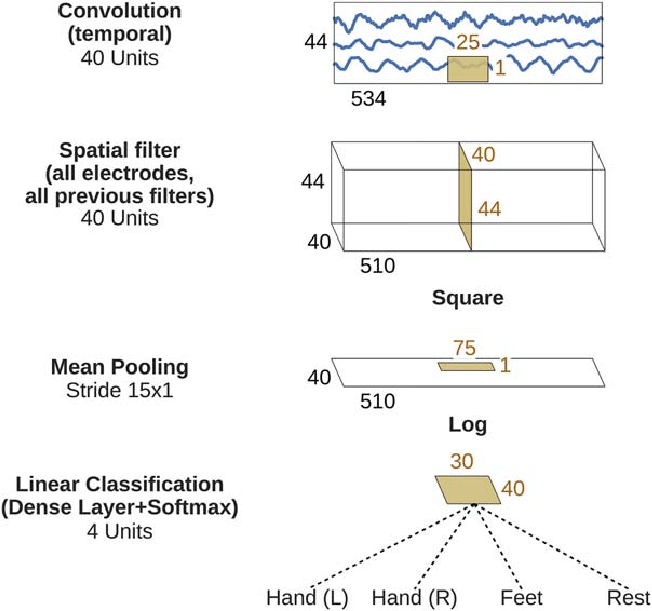 Convolution
(temporal)
40 Units
44
25
1
534
Spatial filter
(all electrodes,
all previous filters)
40 Units
40
44
44
40
510
Square
Mean Pooling
Stride 15x1
75
1
40
510
Log
Linear Classification
(Dense Layer+Softmax)
4 Units
30
40
Hand (L) Hand (R) Feet Rest